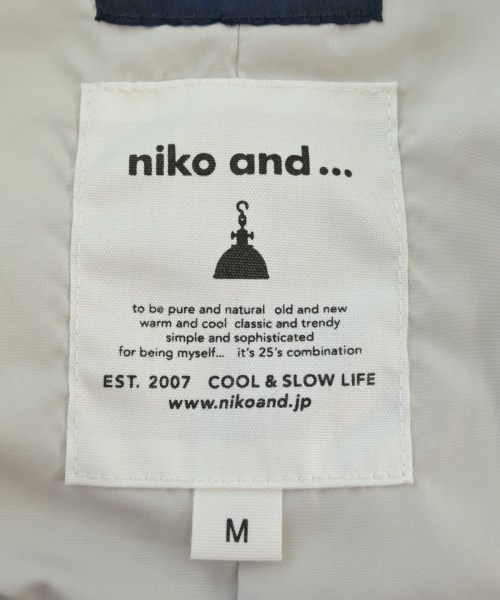 niko and...
to be pure and natural old and new
warm and cool classic and trendy
simple and sophisticated
for being myself... it's 25's combination
EST. 2007 COOL & SLOW LIFE
www.nikoand.jp
M